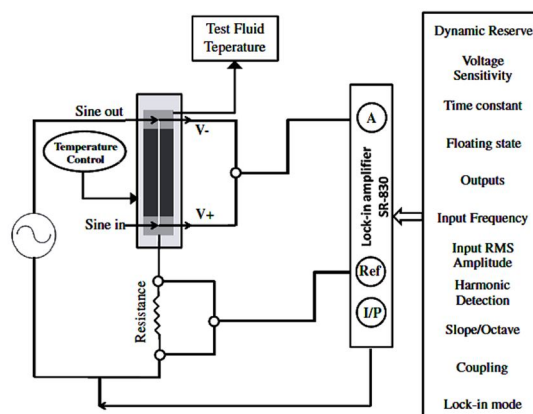 Test Fluid
Teperature
Sine out
V-
Temperature
Control
Sine in
V+
Resistance
A
Ref
I/P
Lock-in amplifier
SR-830
Dynamic Reserve
Voltage
Sensitivity
Time constant
Floating state
Outputs
Input Frequency
Input RMS
Amplitude
Harmonic
Detection
Slope/Octave
Coupling
Lock-in mode